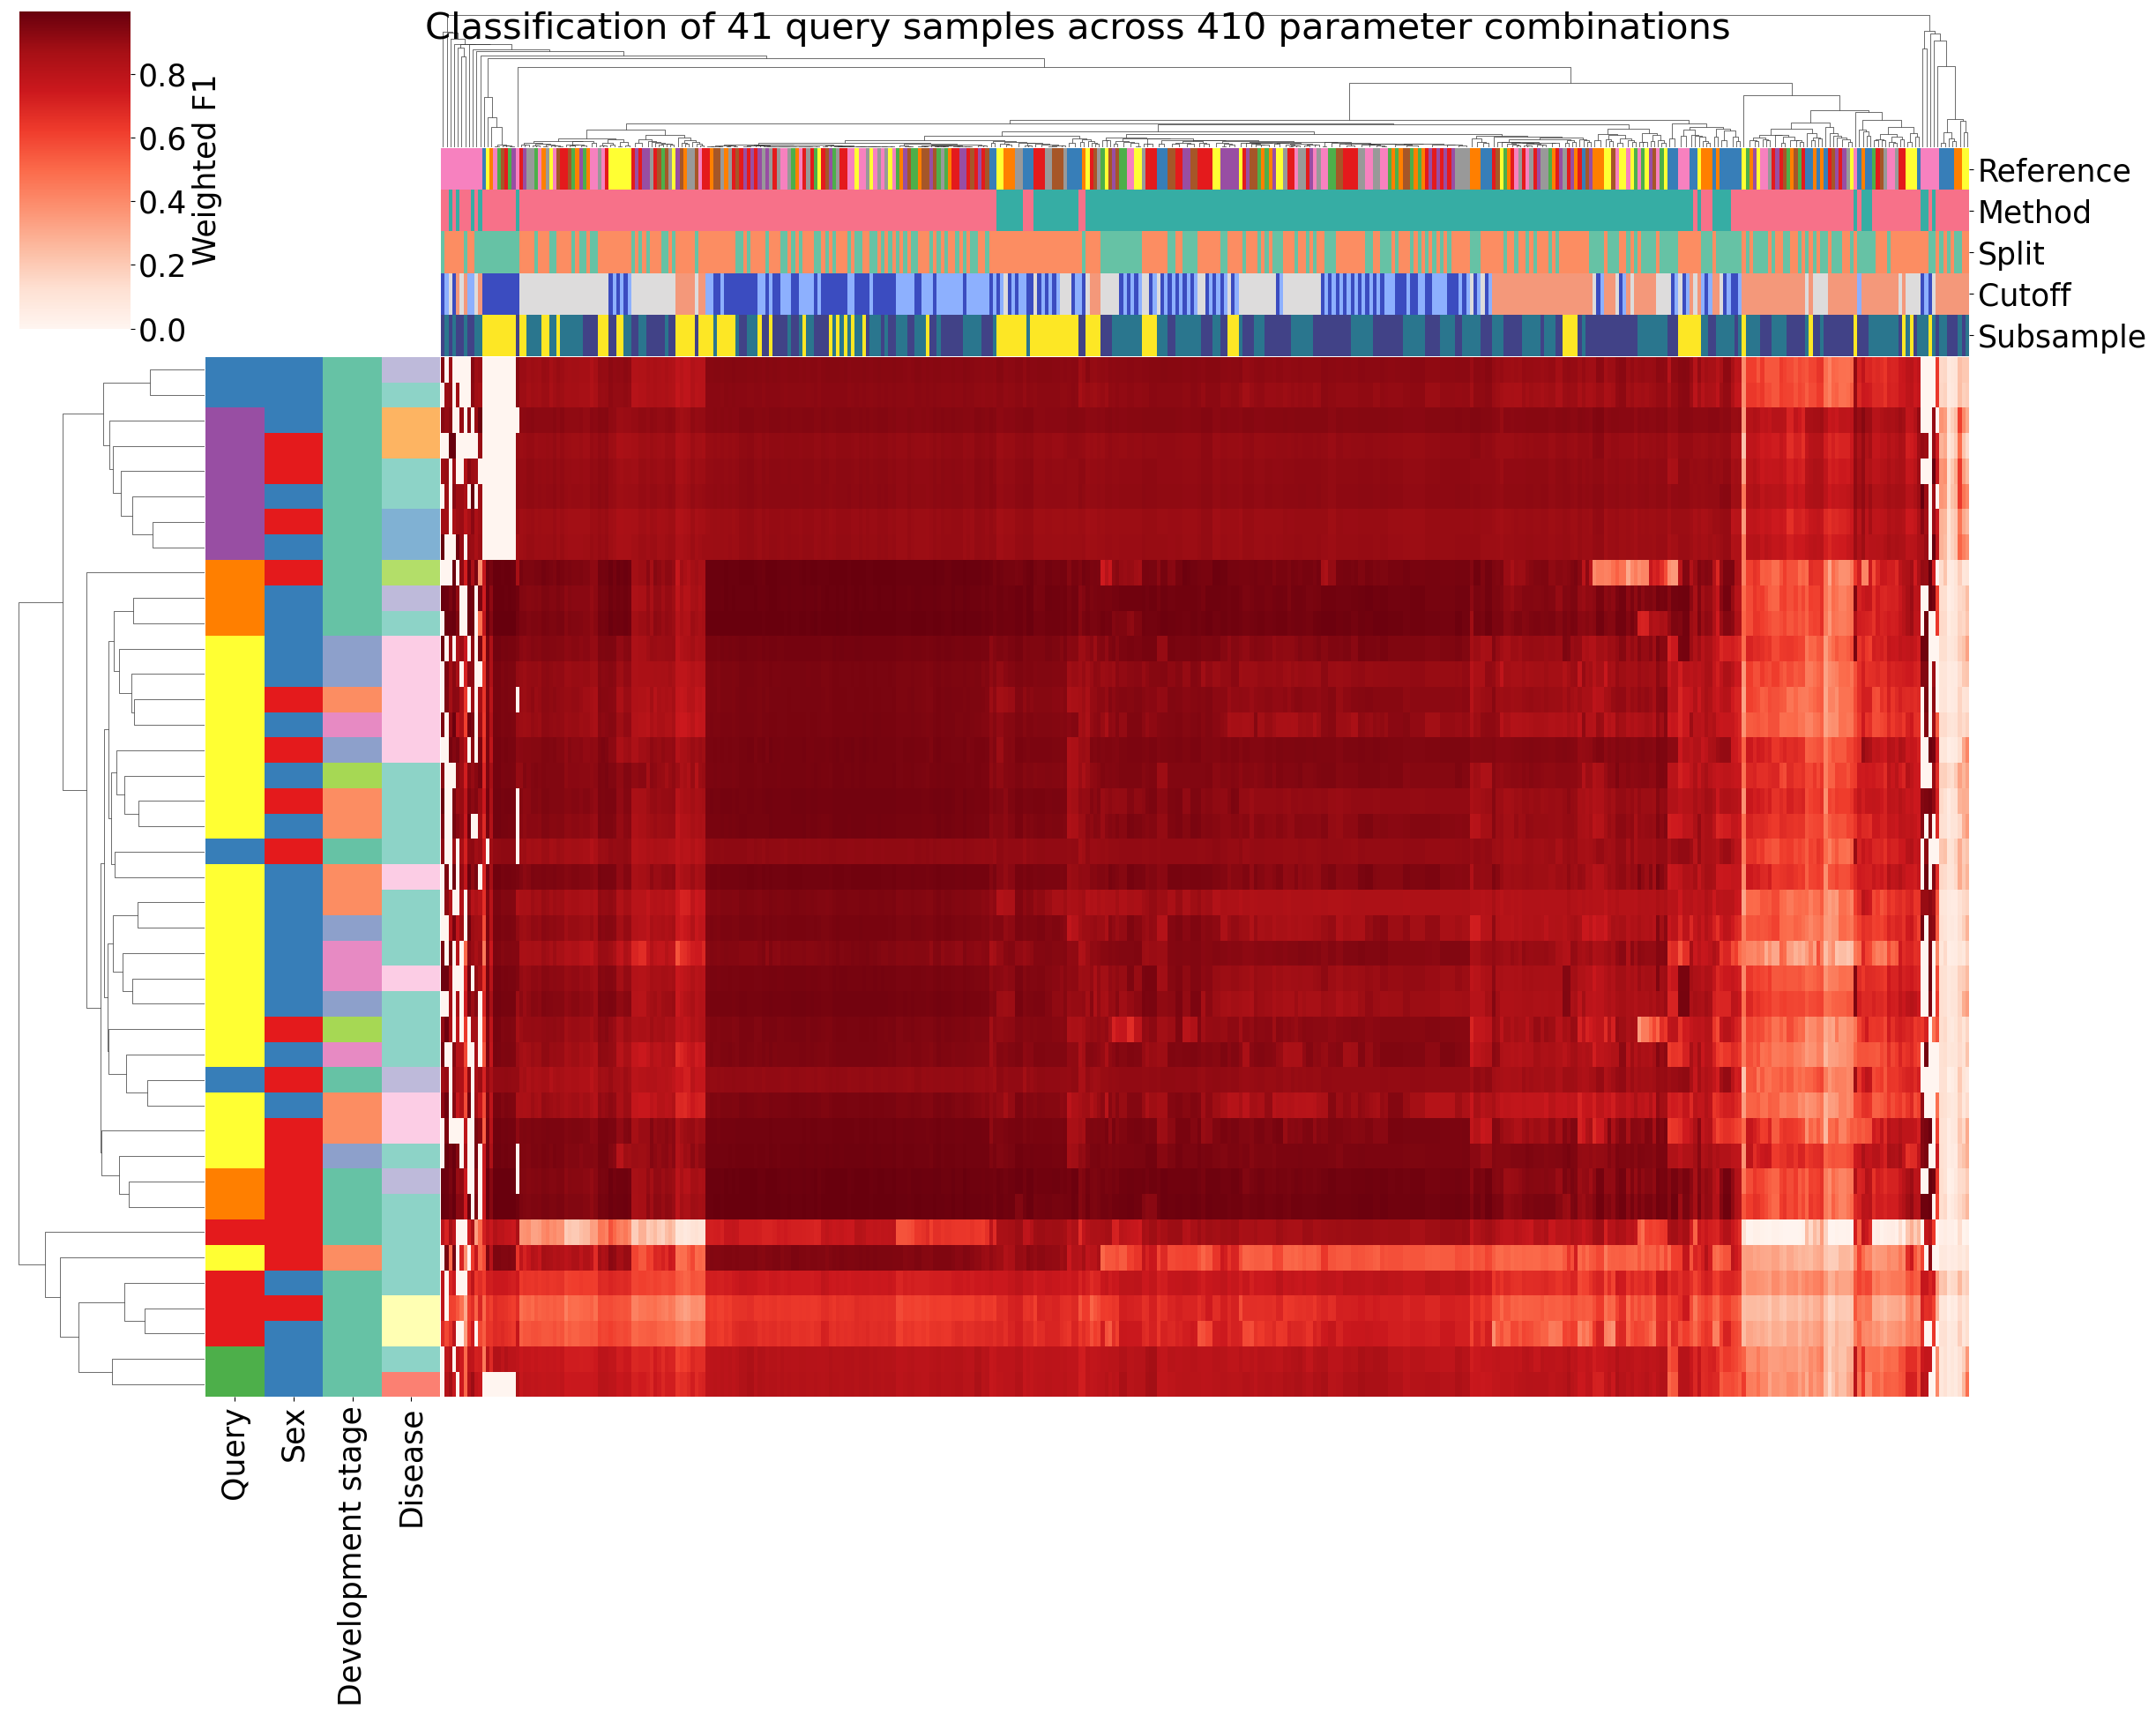 Classification of 41 query samples across 410 parameter combinations
0.8
0.6
0.4
0.2
0.0
Weighted F1
Reference
Method
Split
Cutoff
Subsample
Query
Sex
Development stage
Disease